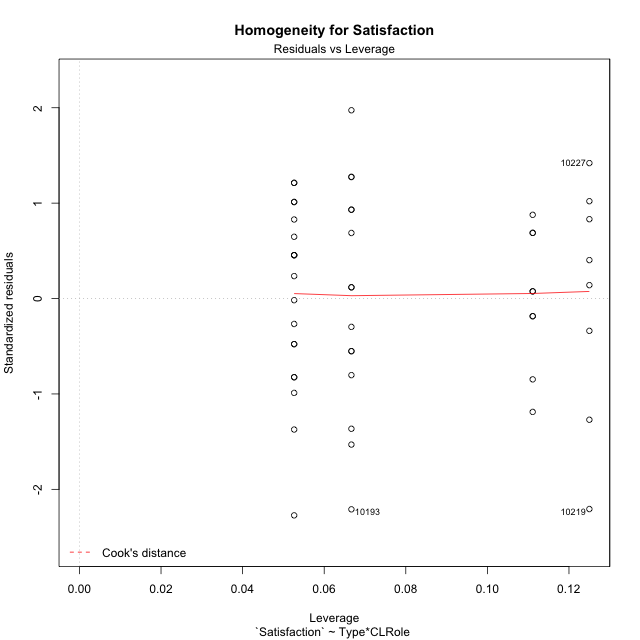 Homogeneity for Satisfaction
Residuals vs Leverage
Standardized residuals
2
1
0
-1
-2
10227
10193
10219
Cook's distance
0.00 0.02 0.04 0.06 0.08 0.10 0.12
Leverage
`Satisfaction` ~ Type*CLRole